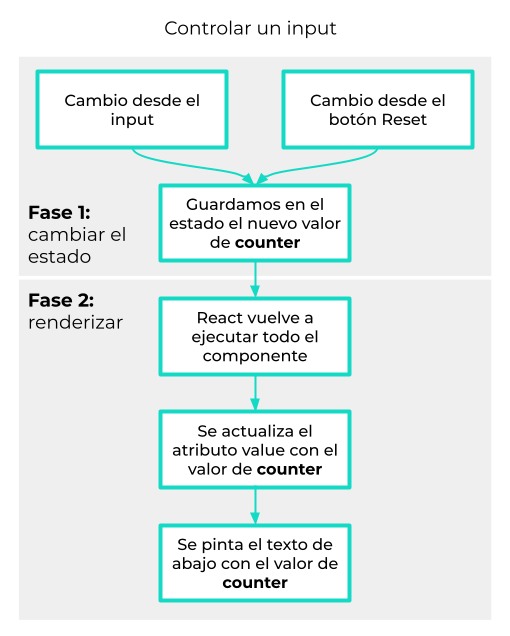 Controlar un input
Cambio desde el
input
Cambio desde el
botón Reset
Fase 1:
cambiar el
estado
Guardamos en el
estado el nuevo valor
de counter
Fase 2:
renderizar
React vuelve a
ejecutar todo el
componente
Se actualiza el
atributo value con el
valor de counter
Se pinta el texto de
abajo con el valor de
counter